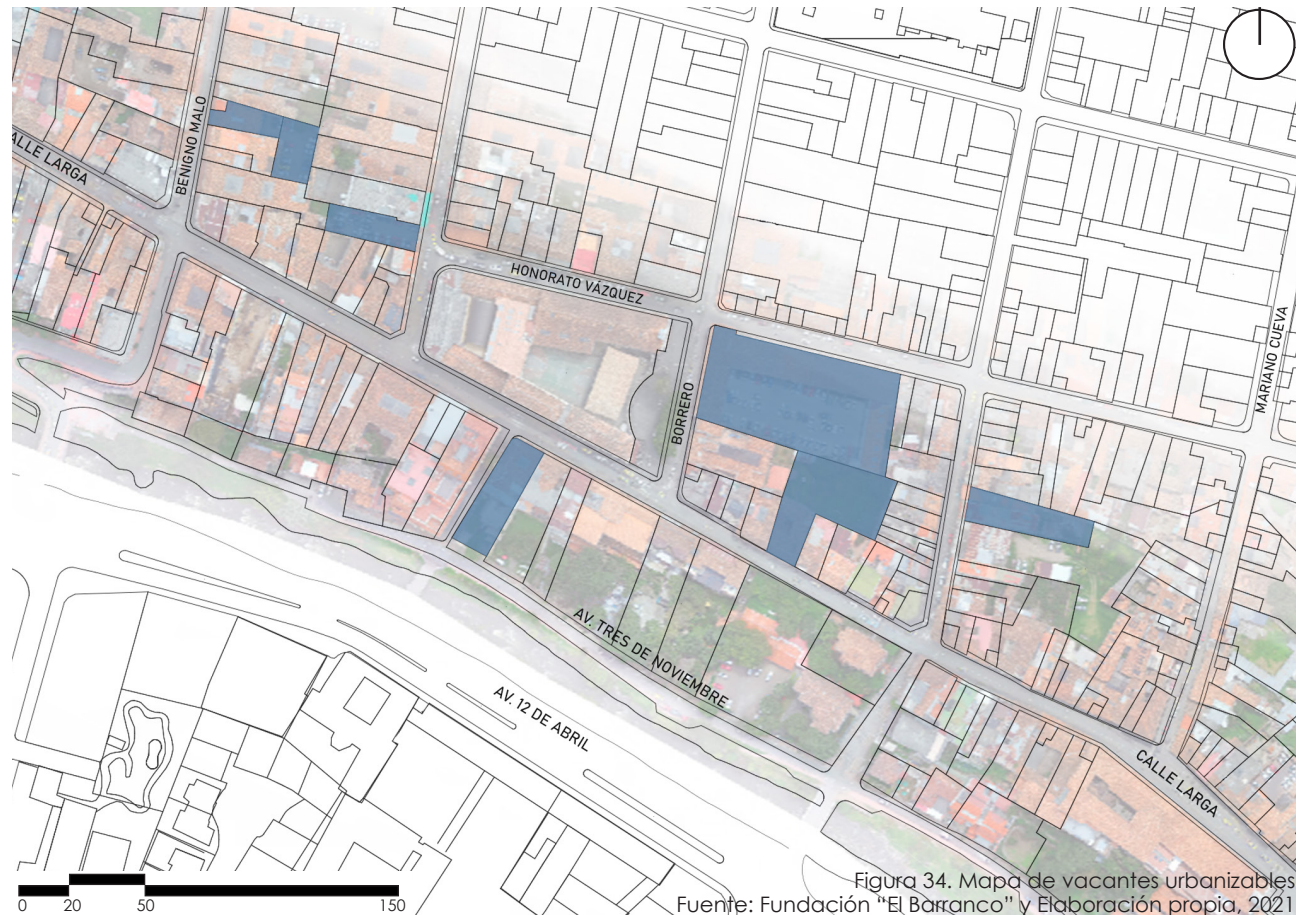 BENIGNO MALO
ALLE LARGA
HONORATO VÁZQUEZ
MARIANO CUEVA
BORRERO
AV. TRES DE NOVIEMBRE
AV. 12 DE ABRIL
CALLE LARGA
0 20 50 150
Figura 34. Mapa de vacantes urbanizables
Fuente: Fundación “El Barranco” y Elaboración propia, 2021